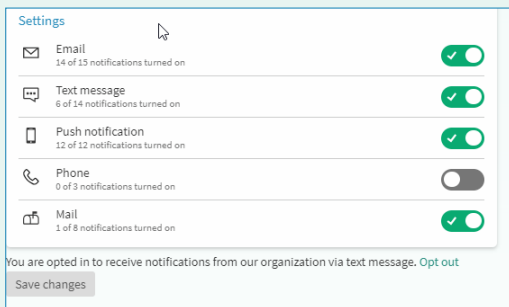 Settings
Email
14 of 15 notifications turned on
Text message
6 of 14 notifications turned on
Push notification
12 of 12 notifications turned on
Phone
0 of 3 notifications turned on
Mail
1 of 8 notifications turned on
You are opted in to receive notifications from our organization via text message. Opt out
Save changes